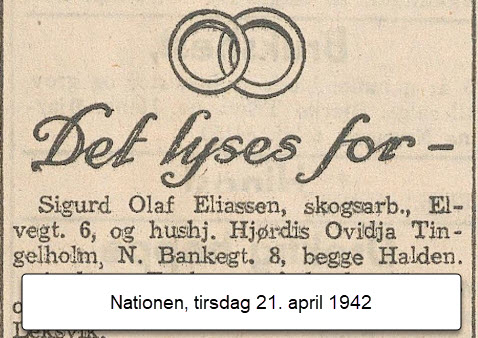 Det lyses for-
Sigurd Olaf Eliassen, skogsarb., El-
vegt. 6, og hushj. Hjørdis Ovidja Tin-
gelholm, N. Bankegt. 8, begge Halden.
Nationen, tirsdag 21. april 1942
Leksvik.